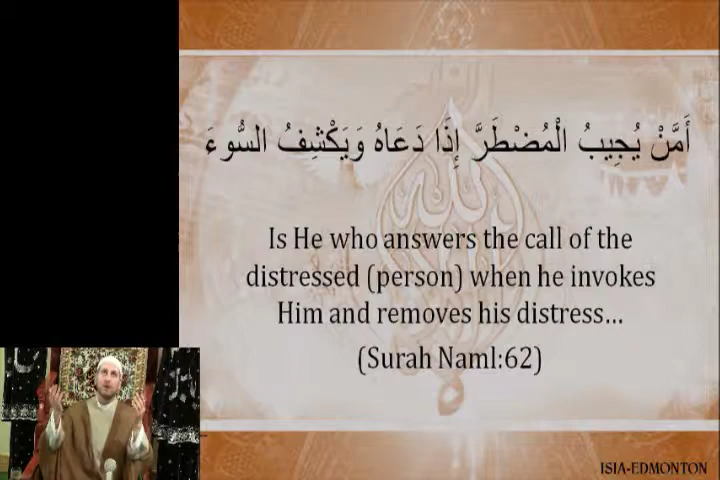 أَمَّنْ يُجِيبُ الْمُضْطَرَّ إِذَا دَعَاهُ وَيَكْشِفُ السُّوءَ
Is He who answers the call of the
distressed (person) when he invokes
Him and removes his distress...
(Surah Naml:62)
ISIA-EDMONTON